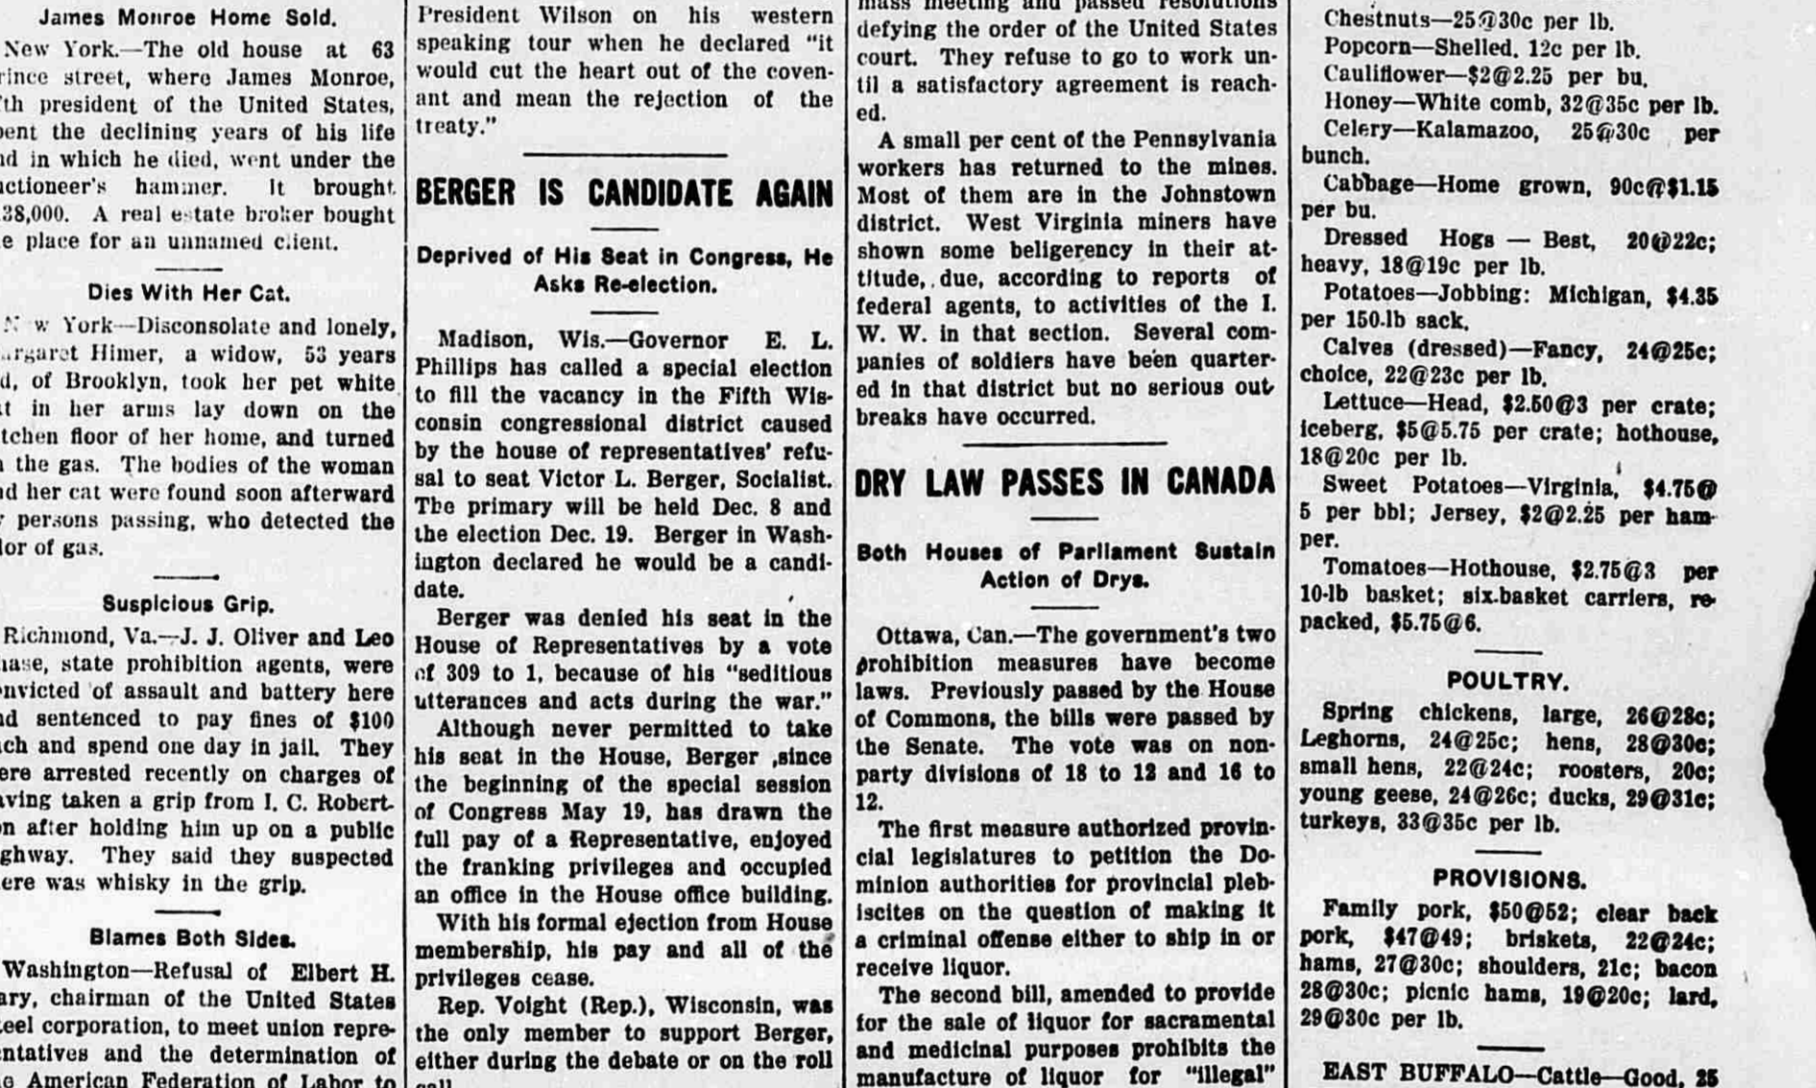 James Monroe Home Sold.
New York.—The old house at 63
street, where James Monroe,
president of the United States,
the declining years of his life
in which he died, went under the
hammer. It brought
38,000. A real estate broker bought
place for an unnamed client.
Dies With Her Cat.
York—Disconsolate and lonely,
Himer, a widow, 53 years
of Brooklyn, took her pet white
in her arms lay down on the
floor of her home, and turned
the gas. The bodies of the woman
her cat were found soon afterward
persons passing, who detected the
of gas.
Suspicious Grip.
Richmond, Va.—J. J. Oliver and Leo
state prohibition agents, were
of assault and battery here
sentenced to pay fines of $100
and spend one day in jail. They
arrested recently on charges of
taken a grip from I. C. Robert-
after holding him up on a public
They said they suspected
was whisky in the grip.
Blames Both Sides.
Washington—Refusal of Elbert H.
chairman of the United States
corporation, to meet union repre-
and the determination of
American Federation of Labor to
President Wilson on his western
speaking tour when he declared "it
would cut the heart out of the coven-
ant and mean the rejection of the
treaty."
BERGER IS CANDIDATE AGAIN
Deprived of His Seat in Congress, He
Asks Re-election.
Madison, Wis.—Governor E. L.
Phillips has called a special election
to fill the vacancy in the Fifth Wis-
consin congressional district caused
by the house of representatives' refu-
sal to seat Victor L. Berger, Socialist.
The primary will be held Dec. 8 and
the election Dec. 19. Berger in Wash-
ington declared he would be a candi-
date.
Berger was denied his seat in the
House of Representatives by a vote
of 309 to 1, because of his "seditious
utterances and acts during the war."
Although never permitted to take
his seat in the House, Berger ,since
the beginning of the special session
of Congress May 19, has drawn the
full pay of a Representative, enjoyed
the franking privileges and occupied
an office in the House office building.
With his formal ejection from House
membership, his pay and all of the
privileges cease.
Rep. Voight (Rep.), Wisconsin, was
the only member to support Berger,
either during the debate or on the roll
call
mass meeting and passed resolutions
defying the order of the United States
court. They refuse to go to work un-
til a satisfactory agreement is reach-
ed.
A small per cent of the Pennsylvania
workers has returned to the mines.
Most of them are in the Johnstown
district. West Virginia miners have
shown some beligerency in their at-
titude, due, according to reports of
federal agents, to activities of the I.
W. W. in that section. Several com-
panies of soldiers have been quarter-
ed in that district but no serious out-
breaks have occurred.
DRY LAW PASSES IN CANADA
Both Houses of Parliament Sustain
Action of Drys.
Ottawa, Can.—The government's two
prohibition measures have become
laws. Previously passed by the House
of Commons, the bills were passed by
the Senate. The vote was on non-
party divisions of 18 to 12 and 16 to
12.
The first measure authorized provin-
cial legislatures to petition the Do-
minion authorities for provincial pleb-
iscites on the question of making it
a criminal offense either to ship in or
receive liquor.
The second bill, amended to provide
for the sale of liquor for sacramental
and medicinal purposes prohibits the
manufacture of liquor for "illegal"
Chestnuts—25@30c per lb.
Popcorn—Shelled, 12c per lb.
Cauliflower—$2@2.25 per bu.
Honey—White comb, 32@35c per lb.
Celery—Kalamazoo, 25@30c per
bunch.
Cabbage—Home grown, 90c@$1.15
per bu.
Dressed Hogs — Best, 20@22c;
heavy, 18@19c per lb.
Potatoes—Jobbing: Michigan, $4.35
per 150-lb sack.
Calves (dressed)—Fancy, 24@25c;
choice, 22@23c per lb.
Lettuce—Head, $2.50@3 per crate;
iceberg, $5@5.75 per crate; hothouse,
18@20c per lb.
Sweet Potatoes—Virginia, $4.75@
5 per bbl; Jersey, $2@2.25 per ham-
per.
Tomatoes—Hothouse, $2.75@3 per
10-lb basket; six-basket carriers, re-
packed, $5.75@6.
POULTRY.
Spring chickens, large, 26@28c;
Leghorns, 24@25c; hens, 28@30c;
small hens, 22@24c; roosters, 20c;
young geese, 24@26c; ducks, 29@31c;
turkeys, 33@35c per lb.
PROVISIONS.
Family pork, $50@52; clear back
pork, $47@49; briskets, 22@24c;
hams, 27@30c; shoulders, 21c; bacon
28@30c; picnic hams, 19@20c; lard,
29@30c per lb.
EAST BUFFALO—Cattle—Good, 25